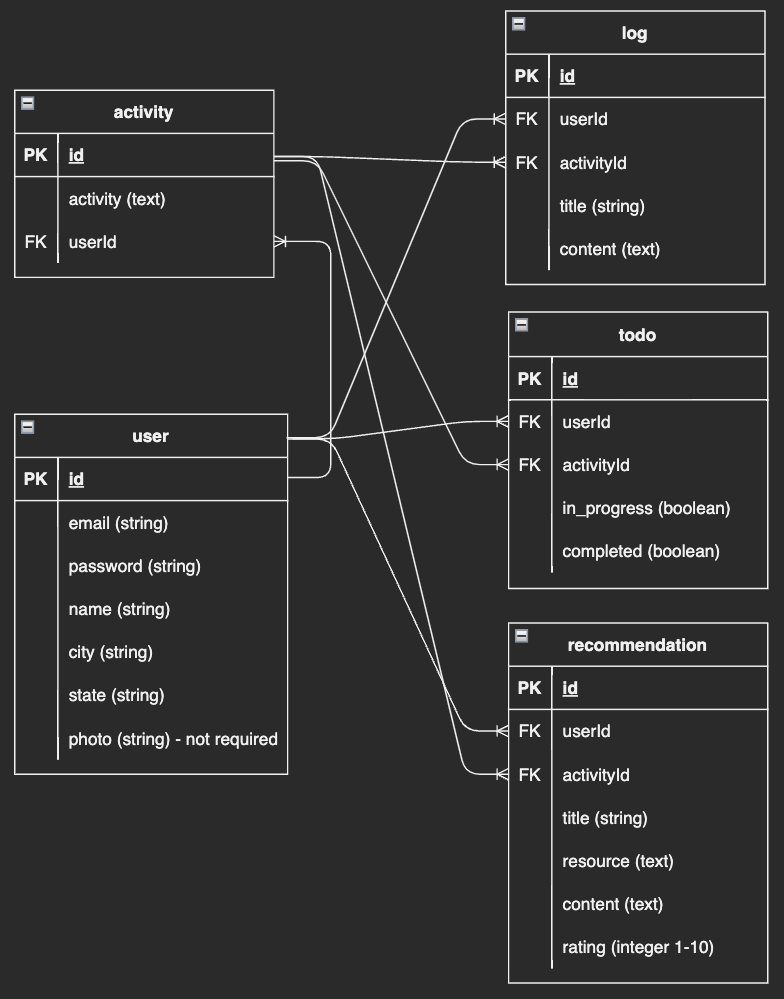 activity
PK id
activity (text)
FK userId
user
PK id
email (string)
password (string)
name (string)
city (string)
state (string)
photo (string) - not required
log
PK id
FK userId
FK activityId
title (string)
content (text)
todo
PK id
FK userId
FK activityId
in_progress (boolean)
completed (boolean)
recommendation
PK id
FK userId
FK activityId
title (string)
resource (text)
content (text)
rating (integer 1-10)